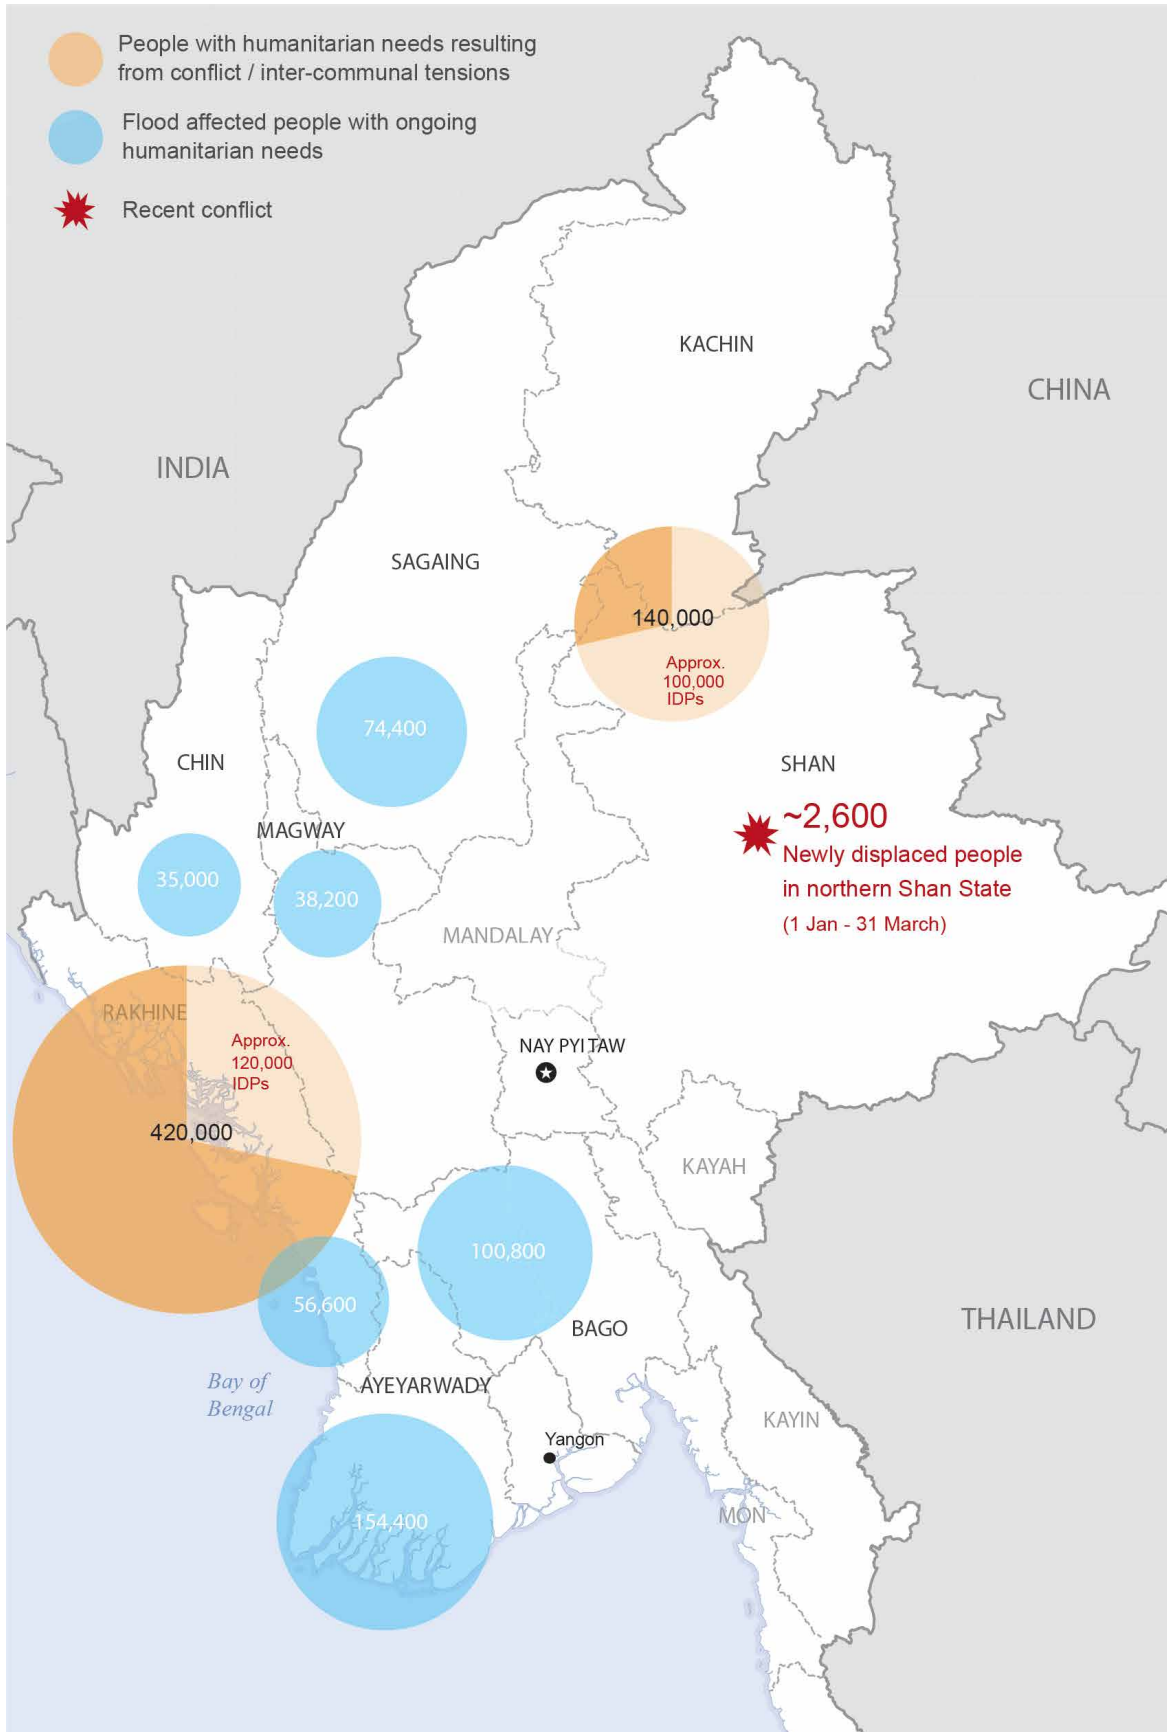 People with humanitarian needs resulting
from conflict / inter-communal tensions
Flood affected people with ongoing
humanitarian needs
Recent conflict
KACHIN
CHINA
INDIA
SAGAING
140,000
Approx.
100,000
IDPs
74,400
CHIN
SHAN
~2,600
Newly displaced people
in northern Shan State
(1 Jan - 31 March)
MAGWAY
35,000
38,200
MANDALAY
RAKHINE
Approx.
120,000
IDPs
420,000
NAY PYI TAW
KAYAH
100,800
56,600
BAGO
THAILAND
Bay of
Bengal
AYEYARWADY
KAYIN
Yangon
154,400
MON